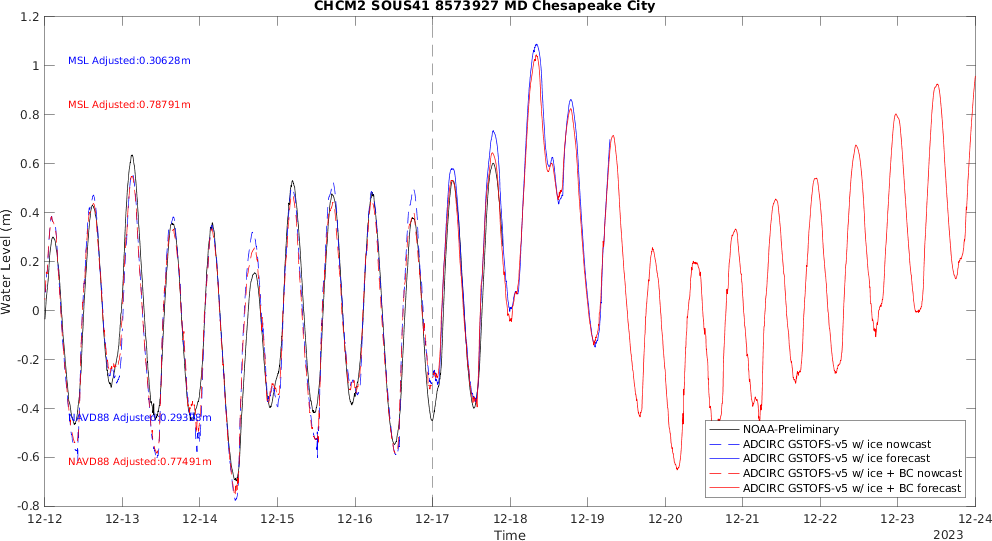 CHCM2 SOUS41 8573927 MD Chesapeake City
1.2
1
0.8
0.6
0.4
0.2
0
-0.2
-0.4
-0.6
-0.8
Water Level (m)
MSL Adjusted:0.30628m
MSL Adjusted:0.78791m
NAVD88 Adjusted:0.29328m
NAVD88 Adjusted:0.77491m
NOAA-Preliminary
ADCIRC GSTOFS-v5 w/ ice nowcast
ADCIRC GSTOFS-v5 w/ ice forecast
ADCIRC GSTOFS-v5 w/ ice + BC nowcast
ADCIRC GSTOFS-v5 w/ ice + BC forecast
12-12 12-13 12-14 12-15 12-16 12-17 12-18 12-19 12-20 12-21 12-22 12-23 12-24
Time
2023